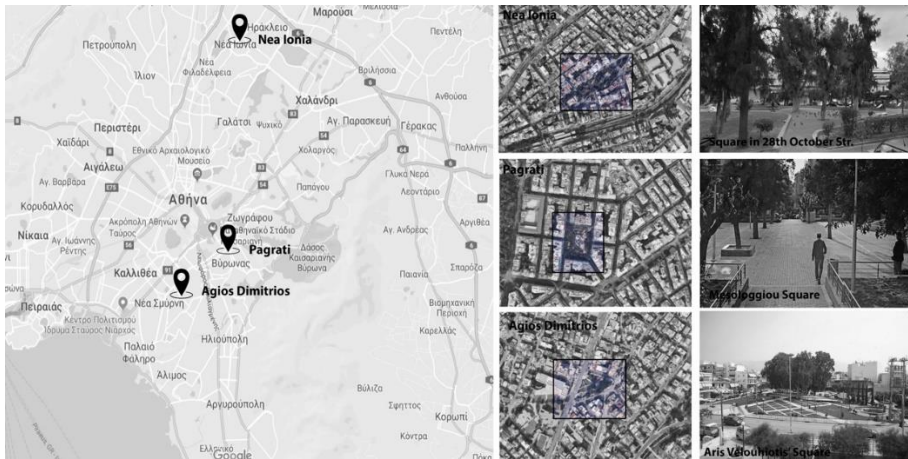 Μαρούσι
Ηράκλειο
Νέα Ιωνία
Nea Ionia
Πεντέλη
Πετρούπολη
Νέα
Φιλαδέλφεια
Βριλήσσια
Ίλιον
Ανθούσα
Χαλάνδρι
Περιστέρι
Γαλάτσι
Ψυχικό
Αγ. Παρασκευή
Γέρακας
Παλλήνη
Χαϊδάρι
Αιγάλεω
Εθνικό Αρχαιολογικό
Μουσείο
Χολαργός
Γλυκά Νερά
Λεοντάριο
Αγ. Βαρβάρα
Παπάγου
Κορυδαλλός
Αθήνα
Ζωγράφου
Ακρόπολη Αθηνών
Ταύρος
Νίκαια
Αγ. Ιωάννης
Ρέντης
Αγ. Ανδρέας
Αργιθέα
Δάσος
Καισαριανής
Βύρωνα
Pagrati
Βύρωνας
Καλλιθέα
Παιανία
Σπαρόζα
Agios Dimitrios
Πειραιάς
Νέα Σμύρνη
Κέντρο Πολιτισμού
Ίδρυμα Σταύρος Νιάρχος
Βιομηχανική
Περιοχή
Παλαιό
Φάληρο
Ηλιούπολη
Καρελλάς
Άλιμος
Βύλιζα
Αργυρούπολη
Σφηττος
Κορωπί
Κόντρα
Ελληνικό
Google
Nea Ionia
Square in 28th October Str.
Pagrati
Mesologgiou Square
Agios Dimitrios
Aris Velouhiotis' Square